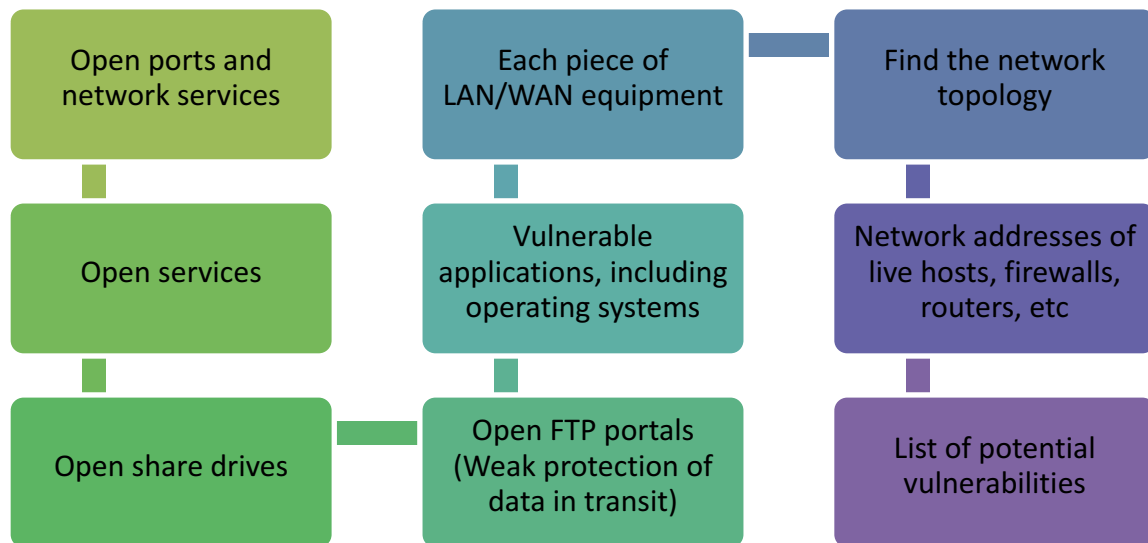 Open ports and
network services
Open services
Open share drives
Open FTP portals
(Weak protection of
data in transit)
Vulnerable
applications, including
operating systems
Each piece of
LAN/WAN equipment
Find the network
topology
Network addresses of
live hosts, firewalls,
routers, etc
List of potential
vulnerabilities